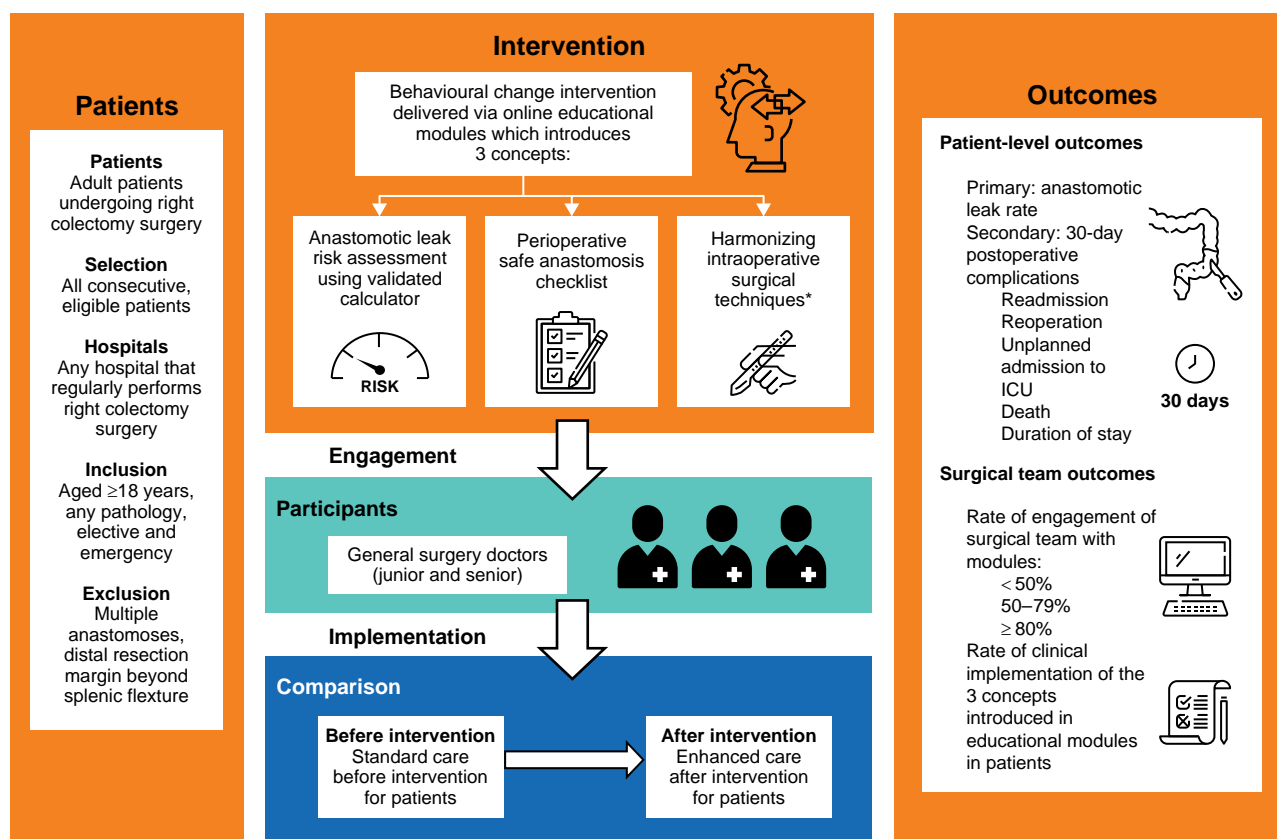 Patients
Patients
Adult patients
undergoing right
colectomy surgery
Selection
All consecutive,
eligible patients
Hospitals
Any hospital that
regularly performs
right colectomy
surgery
Inclusion
Aged ≥18 years,
any pathology,
elective and
emergency
Exclusion
Multiple
anastomoses,
distal resection
margin beyond
splenic flexture
Intervention
Behavioural change intervention
delivered via online educational
modules which introduces
3 concepts:
Anastomotic leak
risk assessment
using validated
calculator
RISK
Perioperative
safe anastomosis
checklist
Harmonizing
intraoperative
surgical
techniques*
Engagement
Participants
General surgery doctors
(junior and senior)
Implementation
Comparison
Befere intervention
Standard care
before intervention
for patients
After intervention
Enhanced care
after intervention
for patients
Outcomes
Patient-level outcomes
Primary: anastomotic
leak rate
Secondary: 30-day
postoperative
complications
Readmission
Reoperation
Unplanned
admission to
ICU
Death
Duration of stay
30 days
Surgical team outcomes
Rate of engagement of
surgical team with
modules:
<50%
50–79%
≥80%
Rate of clinical
implementation of the
3 concepts
introduced in
educational modules
in patients